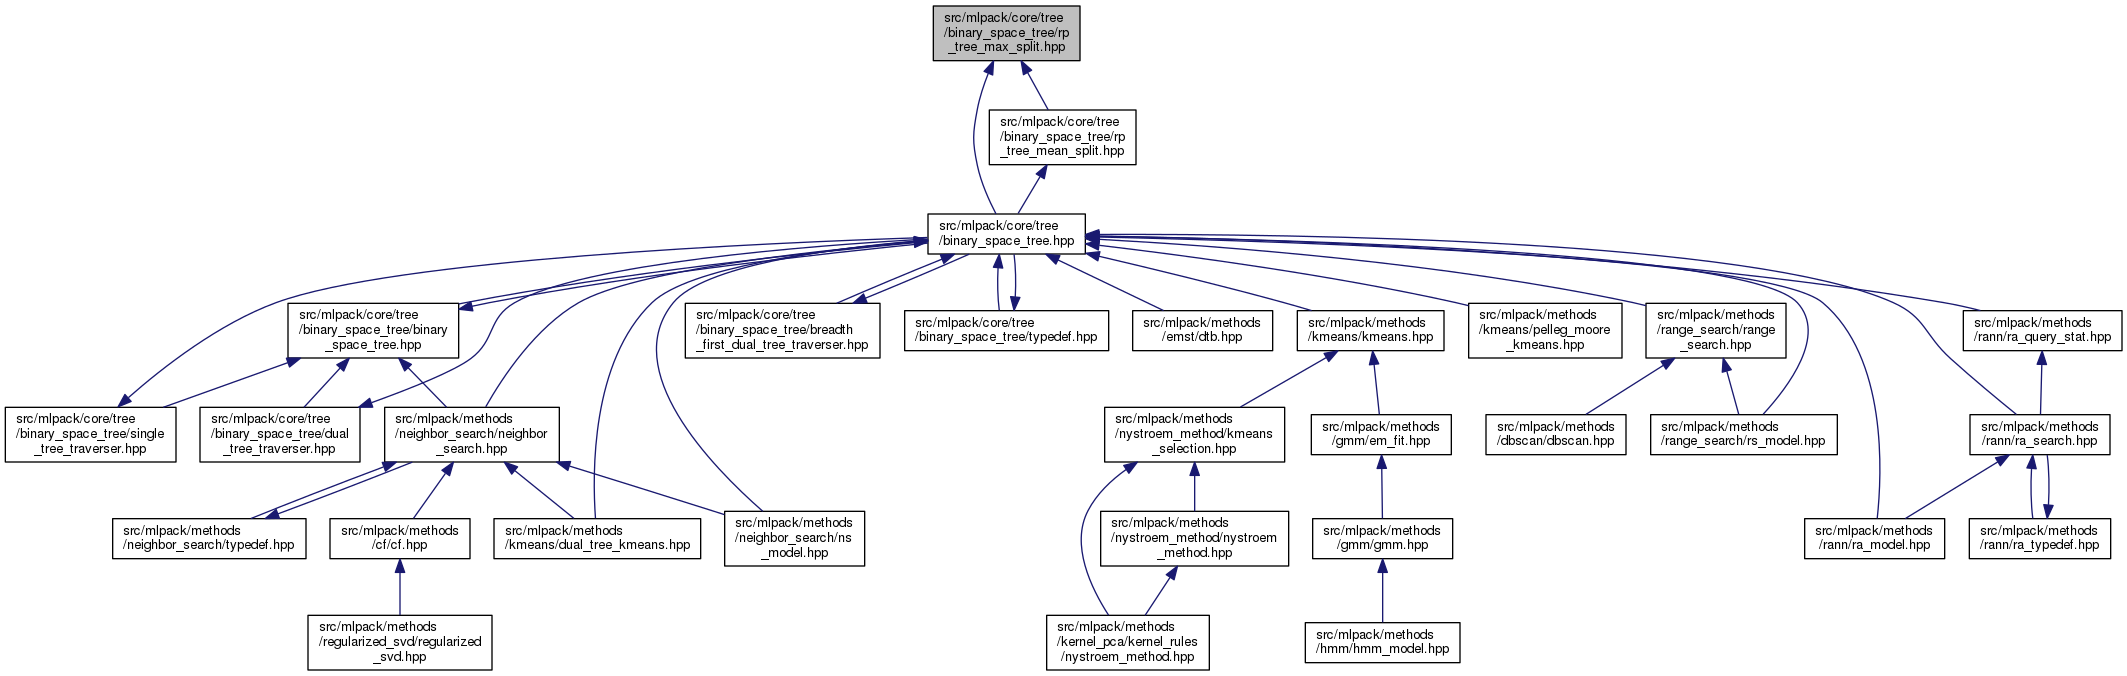 src/mlpack/core/tree
/binary_space_tree/rp
_tree_max_split.hpp
src/mlpack/core/tree
/binary_space_tree/rp
_tree_mean_split.hpp
src/mlpack/core/tree
/binary_space_tree.hpp
src/mlpack/core/tree
/binary_space_tree/binary
_space_tree.hpp
src/mlpack/core/tree
/binary_space_tree/breadth
_first_dual_tree_traverser.hpp
src/mlpack/core/tree
/binary_space_tree/typedef.hpp
src/mlpack/methods
/emst/dtb.hpp
src/mlpack/methods
/kmeans/kmeans.hpp
src/mlpack/methods
/kmeans/pelleg_moore
_kmeans.hpp
src/mlpack/methods
/range_search/range
_search.hpp
src/mlpack/methods
/rann/ra_query_stat.hpp
src/mlpack/core/tree
/binary_space_tree/single
_tree_traverser.hpp
src/mlpack/core/tree
/binary_space_tree/dual
_tree_traverser.hpp
src/mlpack/methods
/neighbor_search/neighbor
_search.hpp
src/mlpack/methods
/nystroem_method/kmeans
_selection.hpp
src/mlpack/methods
/gmm/em_fit.hpp
src/mlpack/methods
/dbscan/dbscan.hpp
src/mlpack/methods
/range_search/rs_model.hpp
src/mlpack/methods
/rann/ra_search.hpp
src/mlpack/methods
/neighbor_search/typedef.hpp
src/mlpack/methods
/cf/cf.hpp
src/mlpack/methods
/kmeans/dual_tree_kmeans.hpp
src/mlpack/methods
/neighbor_search/ns
_model.hpp
src/mlpack/methods
/nystroem_method/nystroem
_method.hpp
src/mlpack/methods
/gmm/gmm.hpp
src/mlpack/methods
/rann/ra_model.hpp
src/mlpack/methods
/rann/ra_typedef.hpp
src/mlpack/methods
/regularized_svd/regularized
_svd.hpp
src/mlpack/methods
/kernel_pca/kernel_rules
/nystroem_method.hpp
src/mlpack/methods
/hmm/hmm_model.hpp